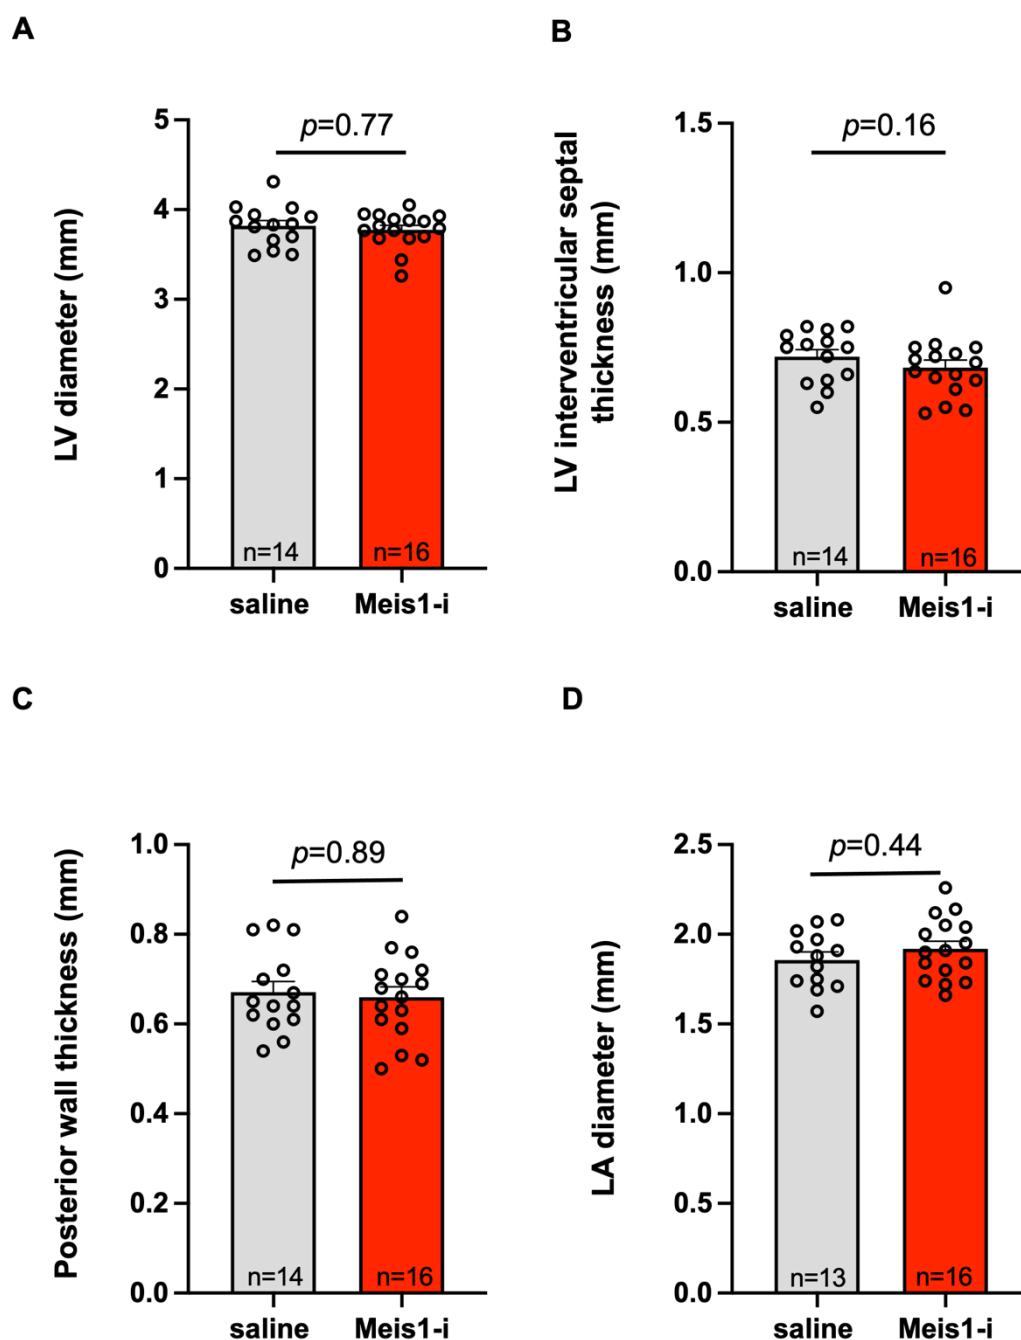 A
LV diameter (mm)
5
4
3
2
1
0
p=0.77
n=14
n=16
saline
Meis1-i
B
LV interventricular septal
thickness (mm)
1.5
1.0
0.5
0.0
p=0.16
n=14
n=16
saline
Meis1-i
C
Posterior wall thickness (mm)
1.0
0.8
0.6
0.4
0.2
0.0
p=0.89
n=14
n=16
saline
Meis1-i
D
LA diameter (mm)
2.5
2.0
1.5
1.0
0.5
0.0
p=0.44
n=13
n=16
saline
Meis1-i